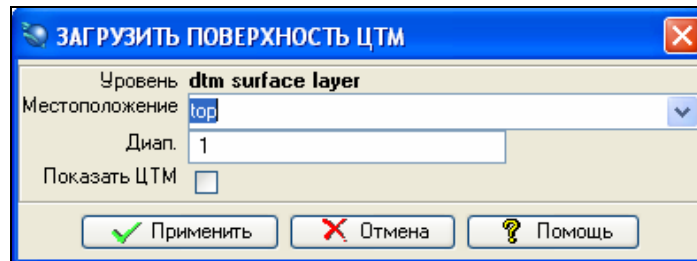 ЗАГРУЗИТЬ ПОВЕРХНОСТЬ ЦТМ
Уровень dtm surface layer
Местоположение top
Диап. 1
Показать ЦТМ
Применить Отмена Помощь